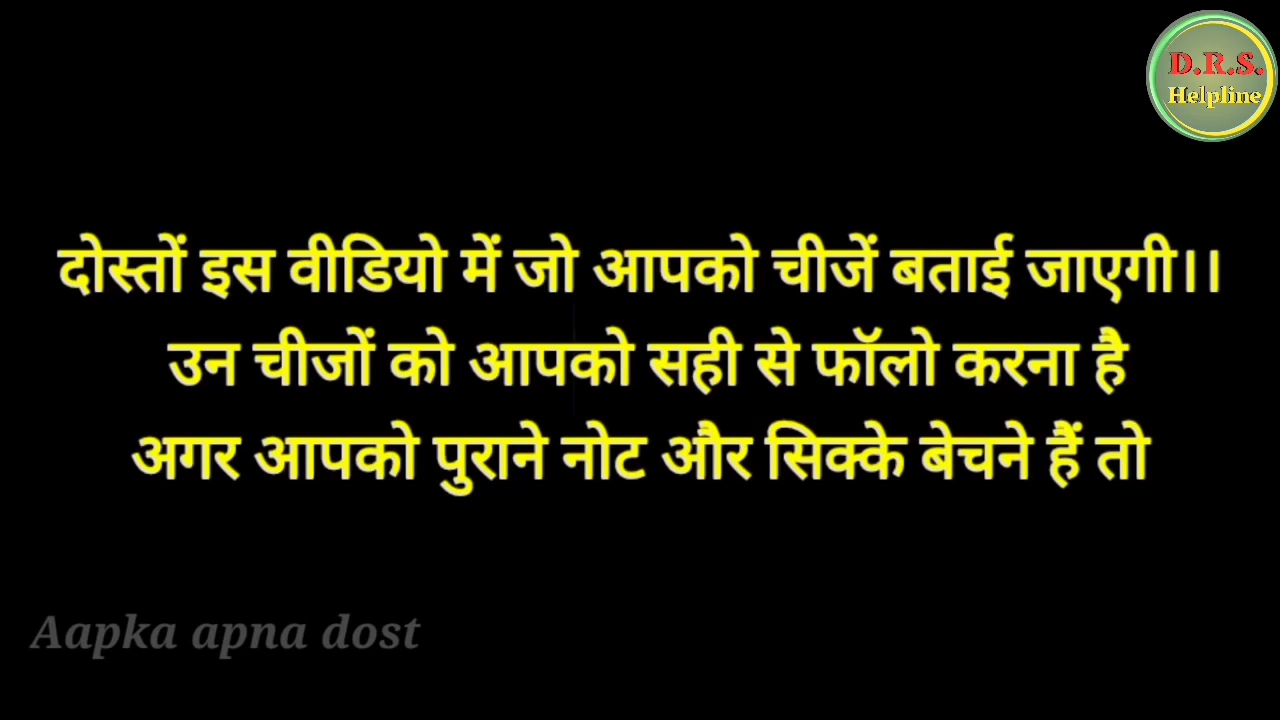 D.R.S.
Helpline
दोस्तों इस वीडियो में जो आपको चीजें बताई जाएगी।।
उन चीजों को आपको सही से फॉलो करना है
अगर आपको पुराने नोट और सिक्के बेचने हैं तो
Aapka apna dost